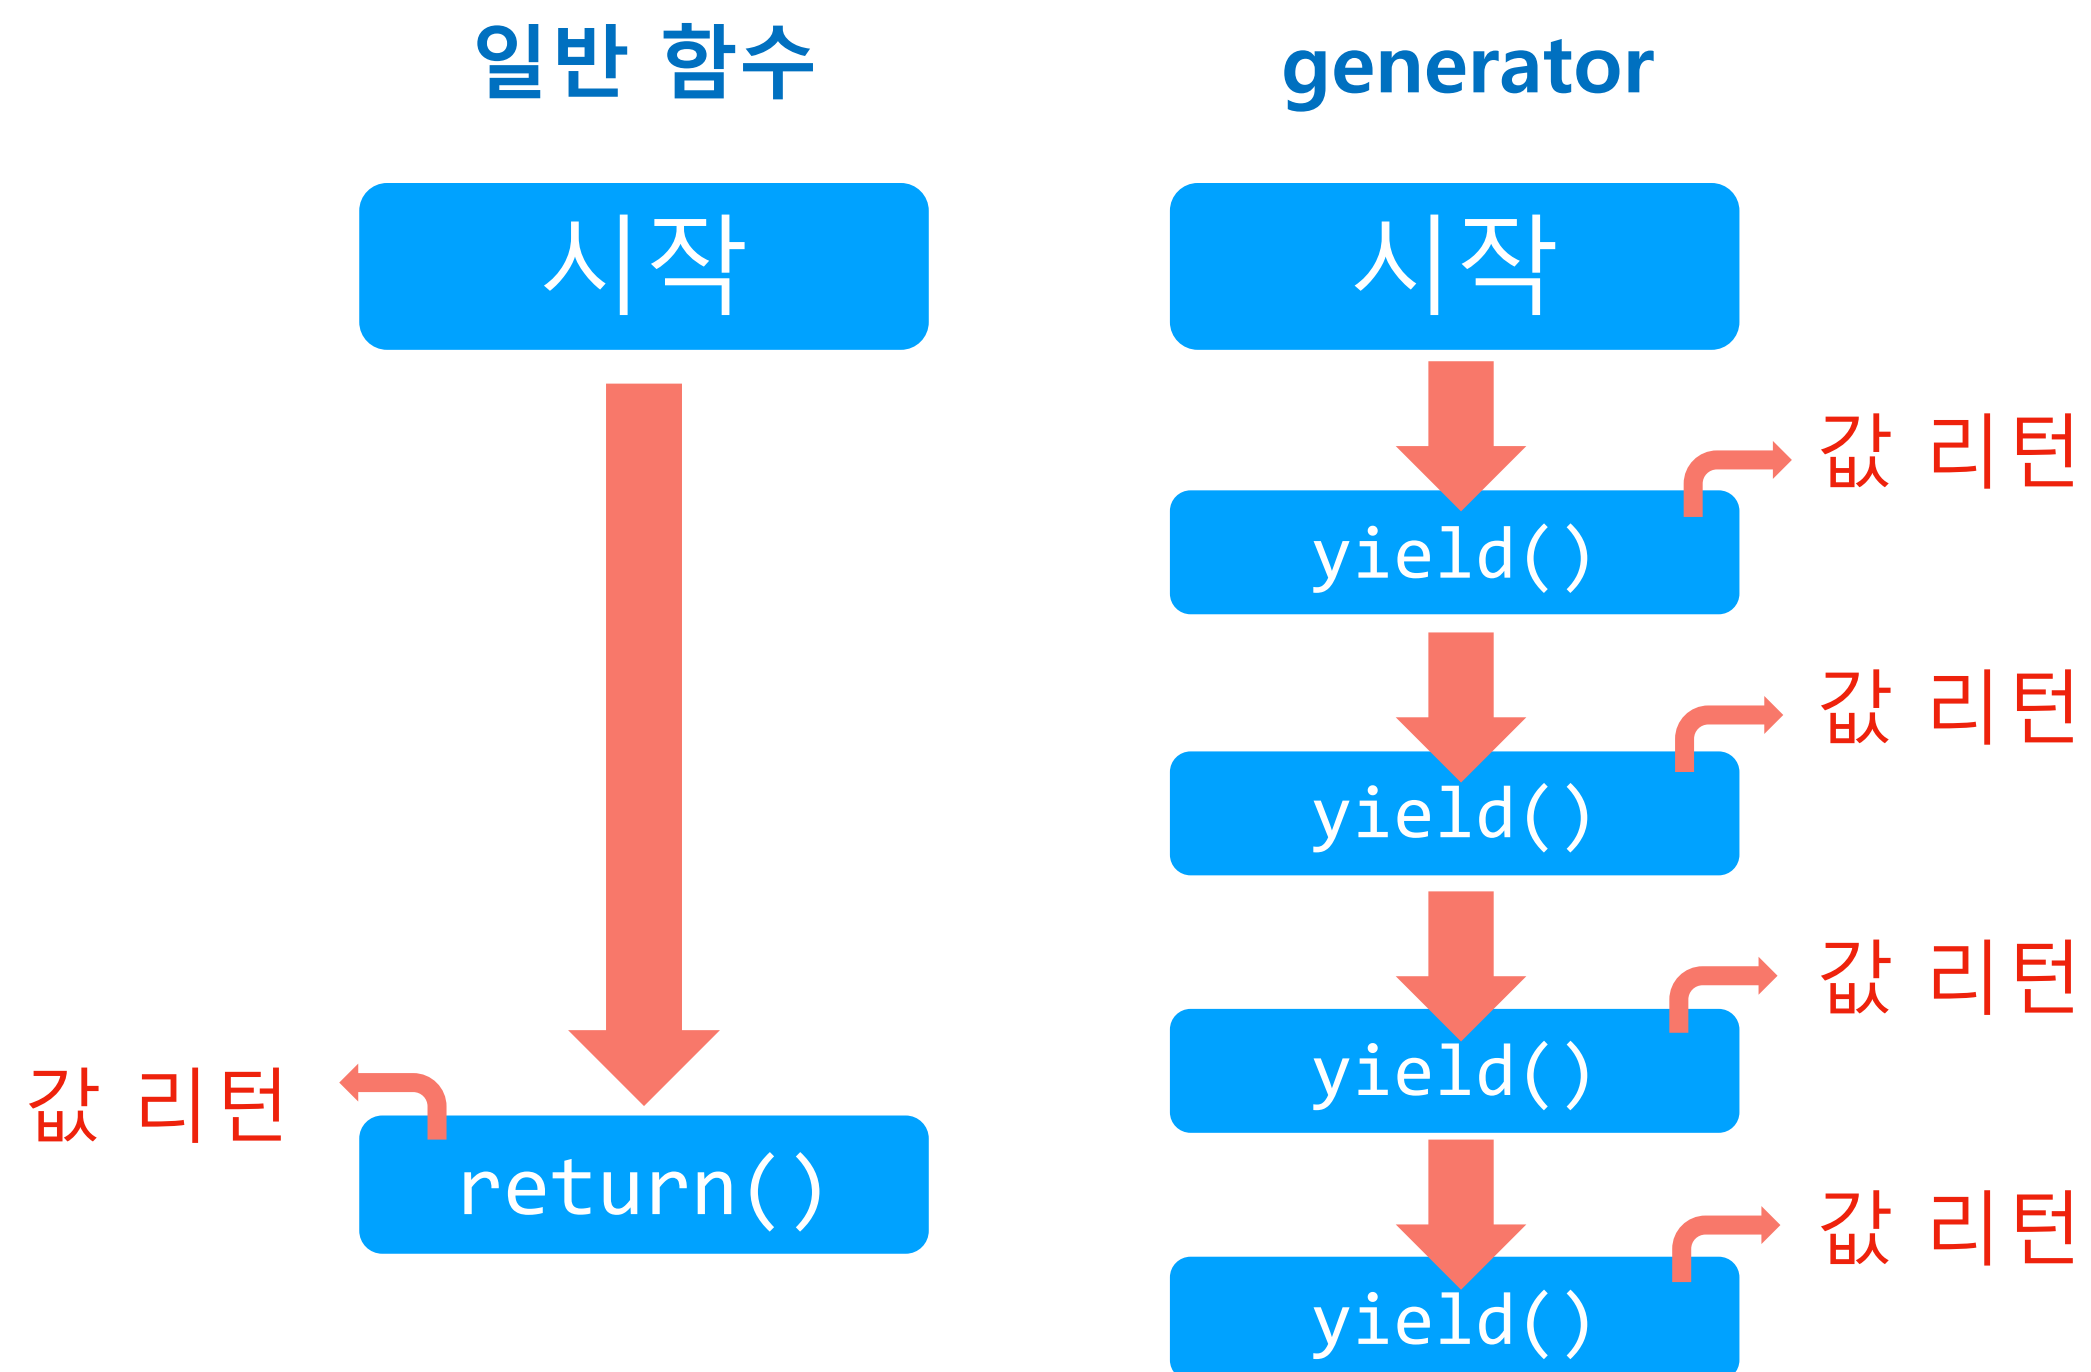 일반 함수
시작
값 리턴
return()
generator
시작
값 리턴
yield()
값 리턴
yield()
값 리턴
yield()
값 리턴
yield()